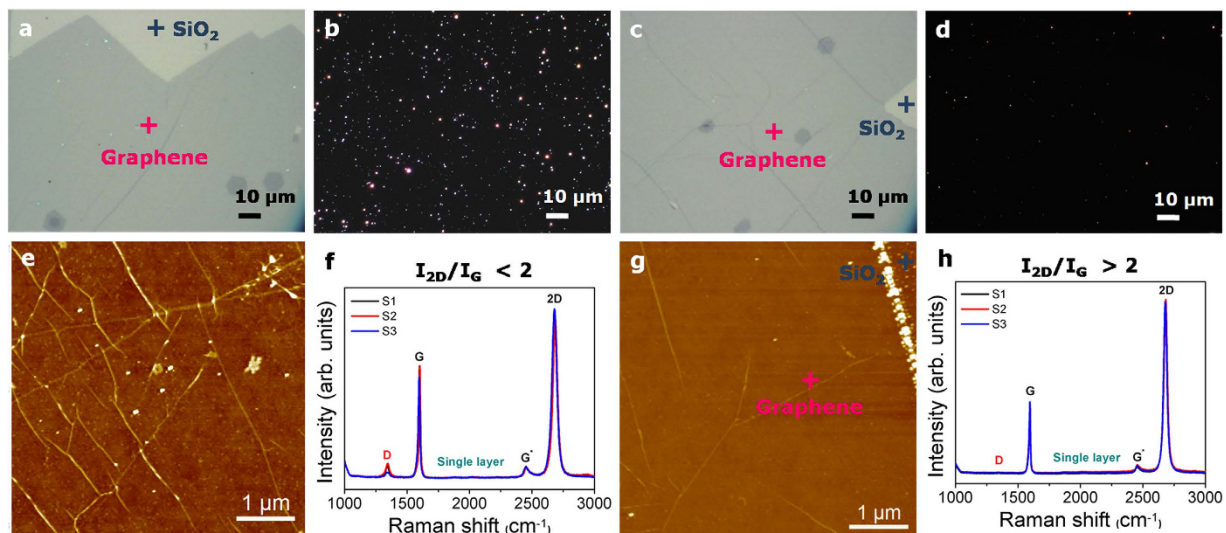 a
+ SiO₂
+
Graphene
10 μm
b
10 μm
c
+
SiO₂
+
Graphene
10 μm
d
10 μm
e
1 μm
f
I₂D/I_G < 2
S1
S2
S3
2D
G
D
Single layer
G*
Intensity (arb. units)
1000 1500 2000 2500 3000
Raman shift (cm⁻¹)
g
SiO₂ +
+
Graphene
1 μm
h
I₂D/I_G > 2
S1
S2
S3
2D
G
D
Single layer
G*
Intensity (arb. units)
1000 1500 2000 2500 3000
Raman shift (cm⁻¹)